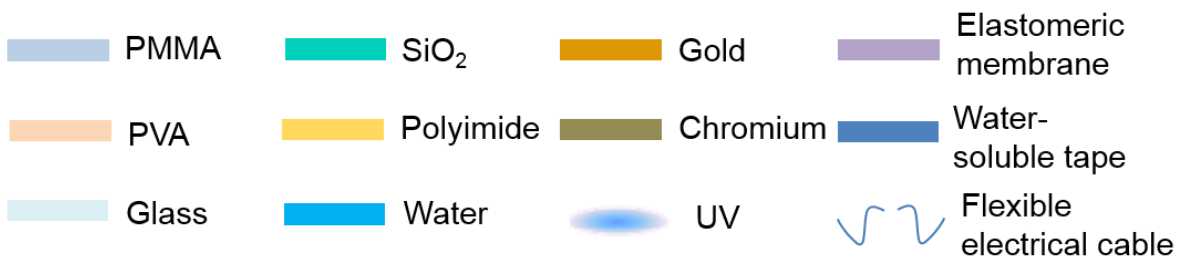 PMMA
SiO₂
Gold
Elastomeric
membrane
PVA
Polyimide
Chromium
Water-
soluble tape
Glass
Water
UV
Flexible
electrical cable